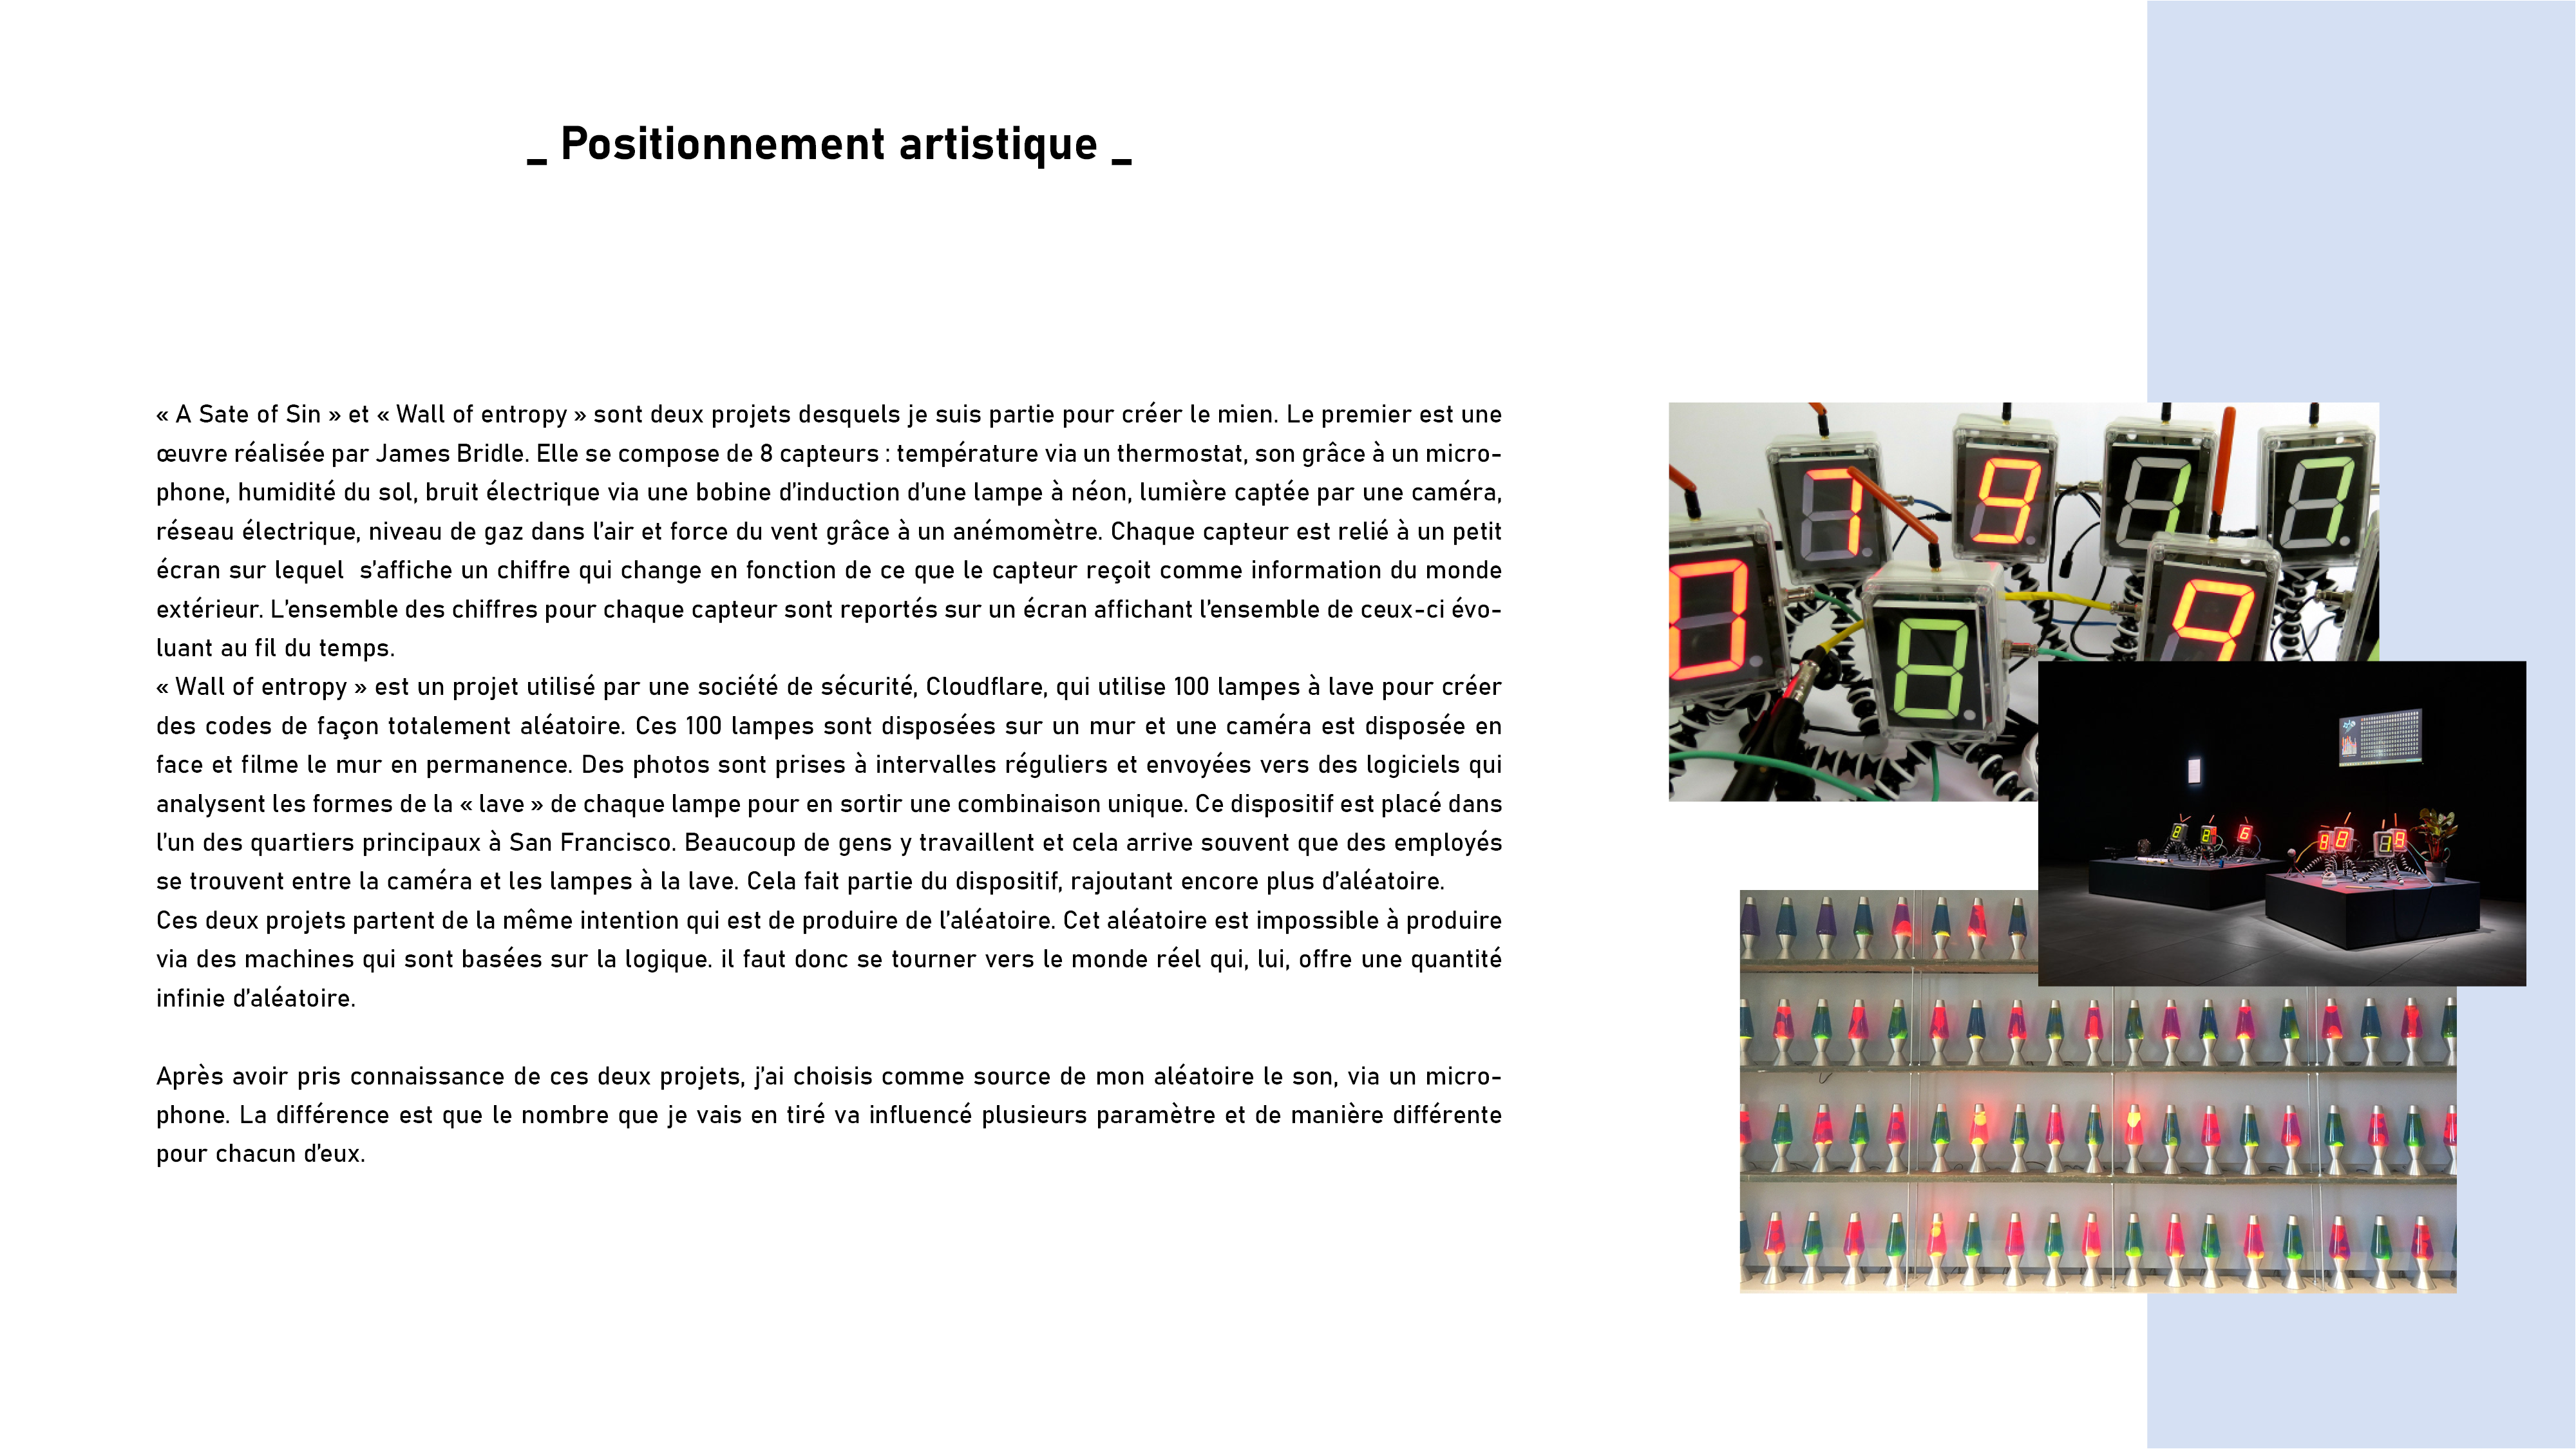 _ Positionnement artistique _
« A Sate of Sin » et « Wall of entropy » sont deux projets desquels je suis partie pour créer le mien. Le premier est une
œuvre réalisée par James Bridle. Elle se compose de 8 capteurs : température via un thermostat, son grâce à un micro-
phone, humidité du sol, bruit électrique via une bobine d’induction d’une lampe à néon, lumière captée par une caméra,
réseau électrique, niveau de gaz dans l’air et force du vent grâce à un anémomètre. Chaque capteur est relié à un petit
écran sur lequel  s’affiche un chiffre qui change en fonction de ce que le capteur reçoit comme information du monde
extérieur. L’ensemble des chiffres pour chaque capteur sont reportés sur un écran affichant l’ensemble de ceux-ci évo-
luant au fil du temps.
« Wall of entropy » est un projet utilisé par une société de sécurité, Cloudflare, qui utilise 100 lampes à lave pour créer
des codes de façon totalement aléatoire. Ces 100 lampes sont disposées sur un mur et une caméra est disposée en
face et filme le mur en permanence. Des photos sont prises à intervalles réguliers et envoyées vers des logiciels qui
analysent les formes de la « lave » de chaque lampe pour en sortir une combinaison unique. Ce dispositif est placé dans
l’un des quartiers principaux à San Francisco. Beaucoup de gens y travaillent et cela arrive souvent que des employés
se trouvent entre la caméra et les lampes à la lave. Cela fait partie du dispositif, rajoutant encore plus d’aléatoire.
Ces deux projets partent de la même intention qui est de produire de l’aléatoire. Cet aléatoire est impossible à produire
via des machines qui sont basées sur la logique. il faut donc se tourner vers le monde réel qui, lui, offre une quantité
infinie d’aléatoire.
Après avoir pris connaissance de ces deux projets, j’ai choisis comme source de mon aléatoire le son, via un micro-
phone. La différence est que le nombre que je vais en tiré va influencé plusieurs paramètre et de manière différente
pour chacun d’eux.
7 9 7 7
0 8 9
8 8 6 8 8 1 8